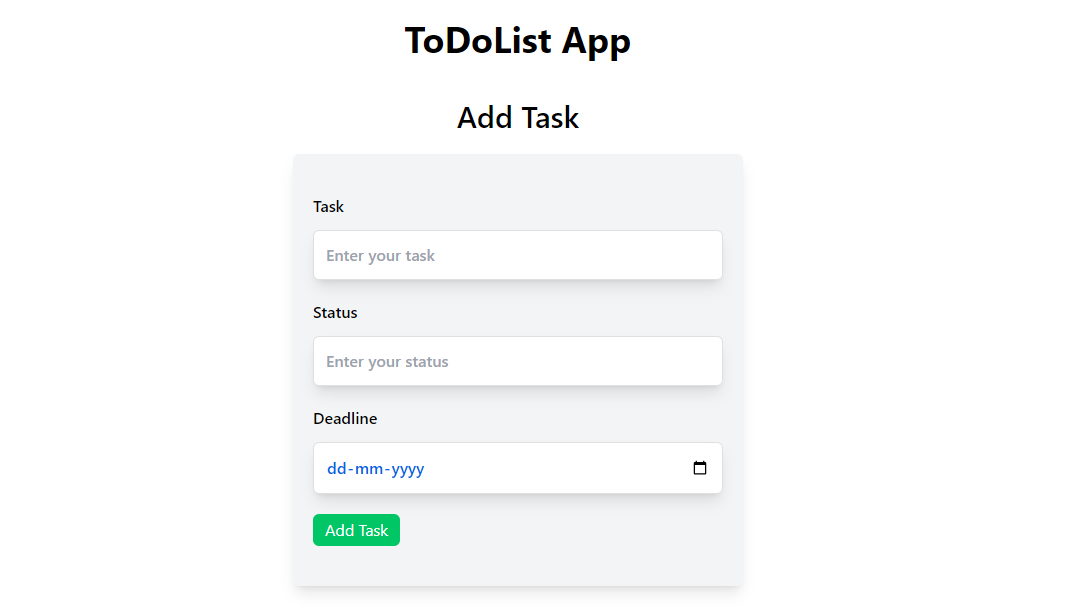 ToDoList App
Add Task
Task
Enter your task
Status
Enter your status
Deadline
dd-mm-yyyy
Add Task